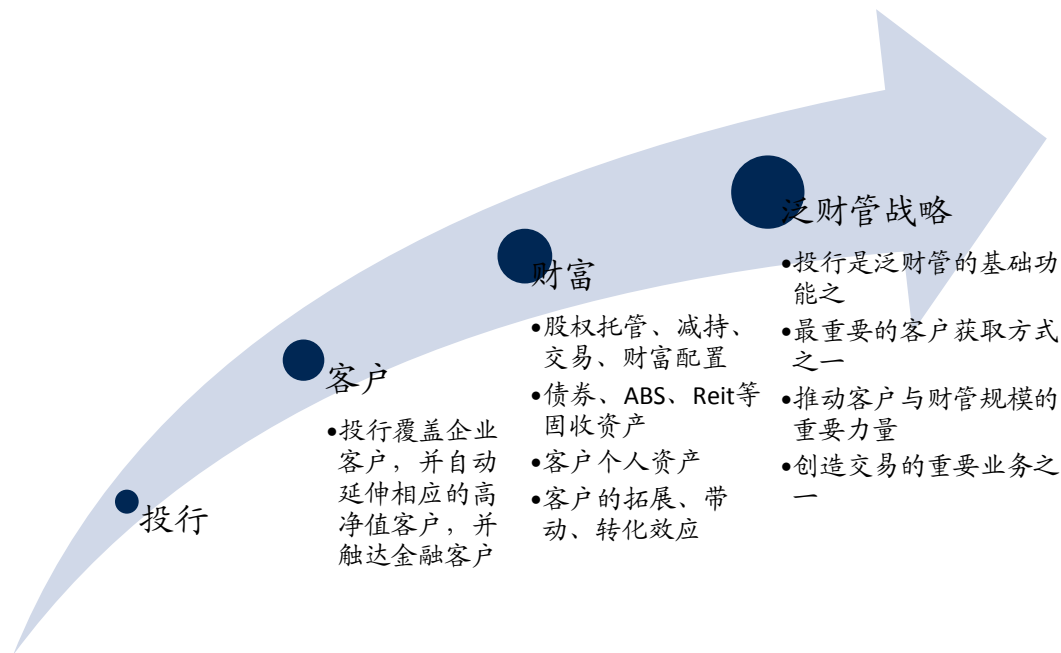 投行
客户
•投行覆盖企业
客户，并自动
延伸相应的高
净值客户，并
触达金融客户
财富
•股权托管、减持、
交易、财富配置
•债券、ABS、Reit等
固收资产
•客户个人资产
•客户的拓展、带
动、转化效应
泛财管战略
•投行是泛财管的基础功
能之
•最重要的客户获取方式
之一
•推动客户与财管规模的
重要力量
•创造交易的重要业务之
一